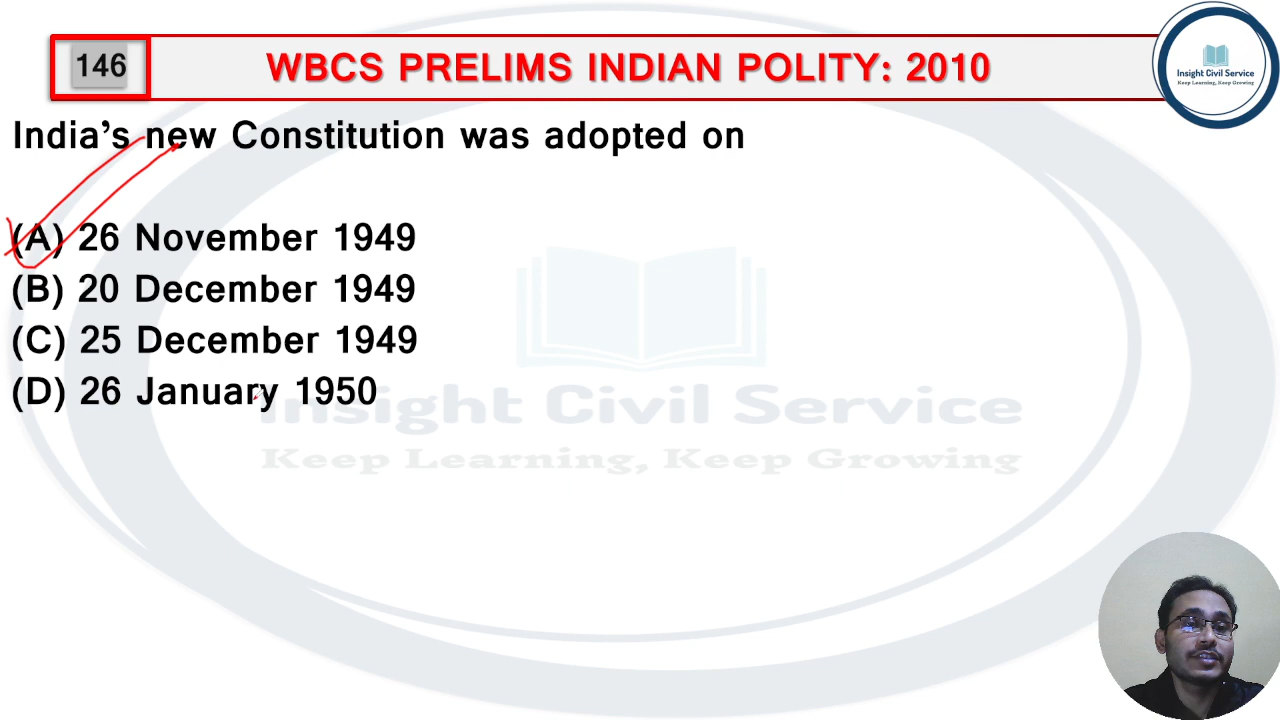 146
WBCS PRELIMS INDIAN POLITY: 2010
Insight Civil Service
Keep Learning, Keep Growing
India's new Constitution was adopted on
(A) 26 November 1949
(B) 20 December 1949
(C) 25 December 1949
(D) 26 January 1950
Insight Civil Service
Keep Learning, Keep Growing